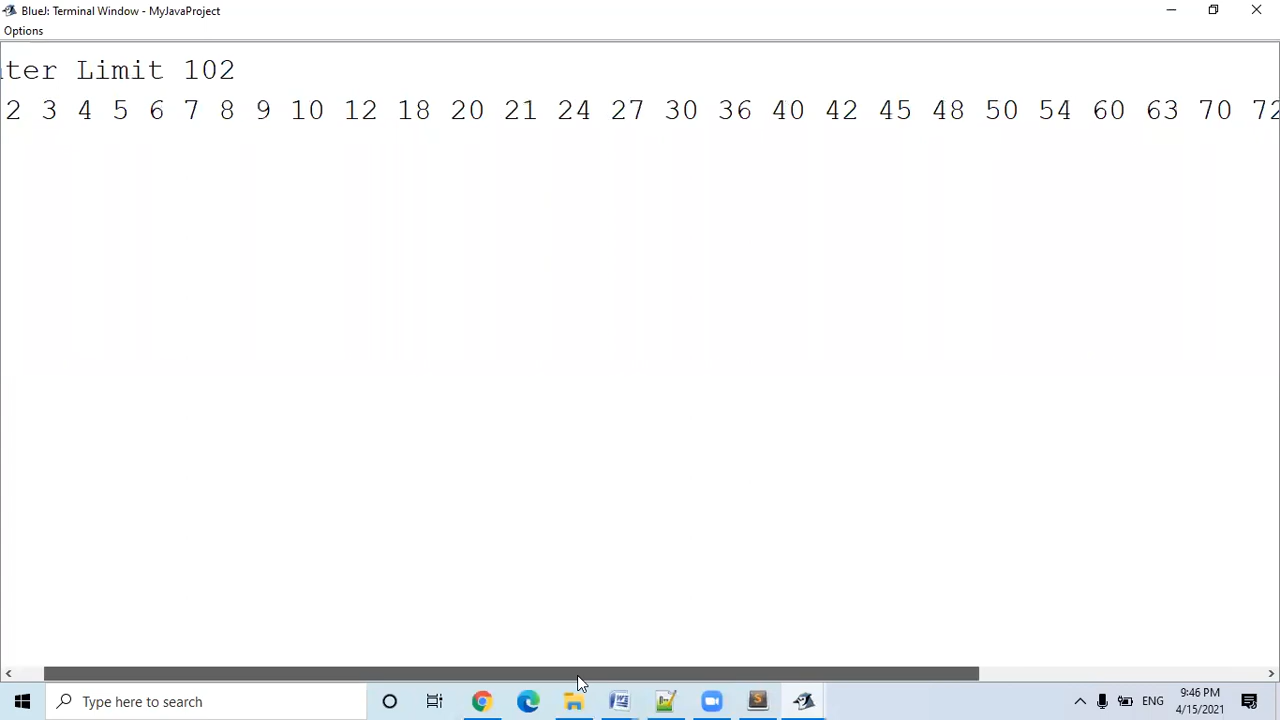 BlueJ: Terminal Window - MyJavaProject
Options
ter Limit 102
2 3 4 5 6 7 8 9 10 12 18 20 21 24 27 30 36 40 42 45 48 50 54 60 63 70 72
Type here to search
ENG
9:46 PM
4/15/2021